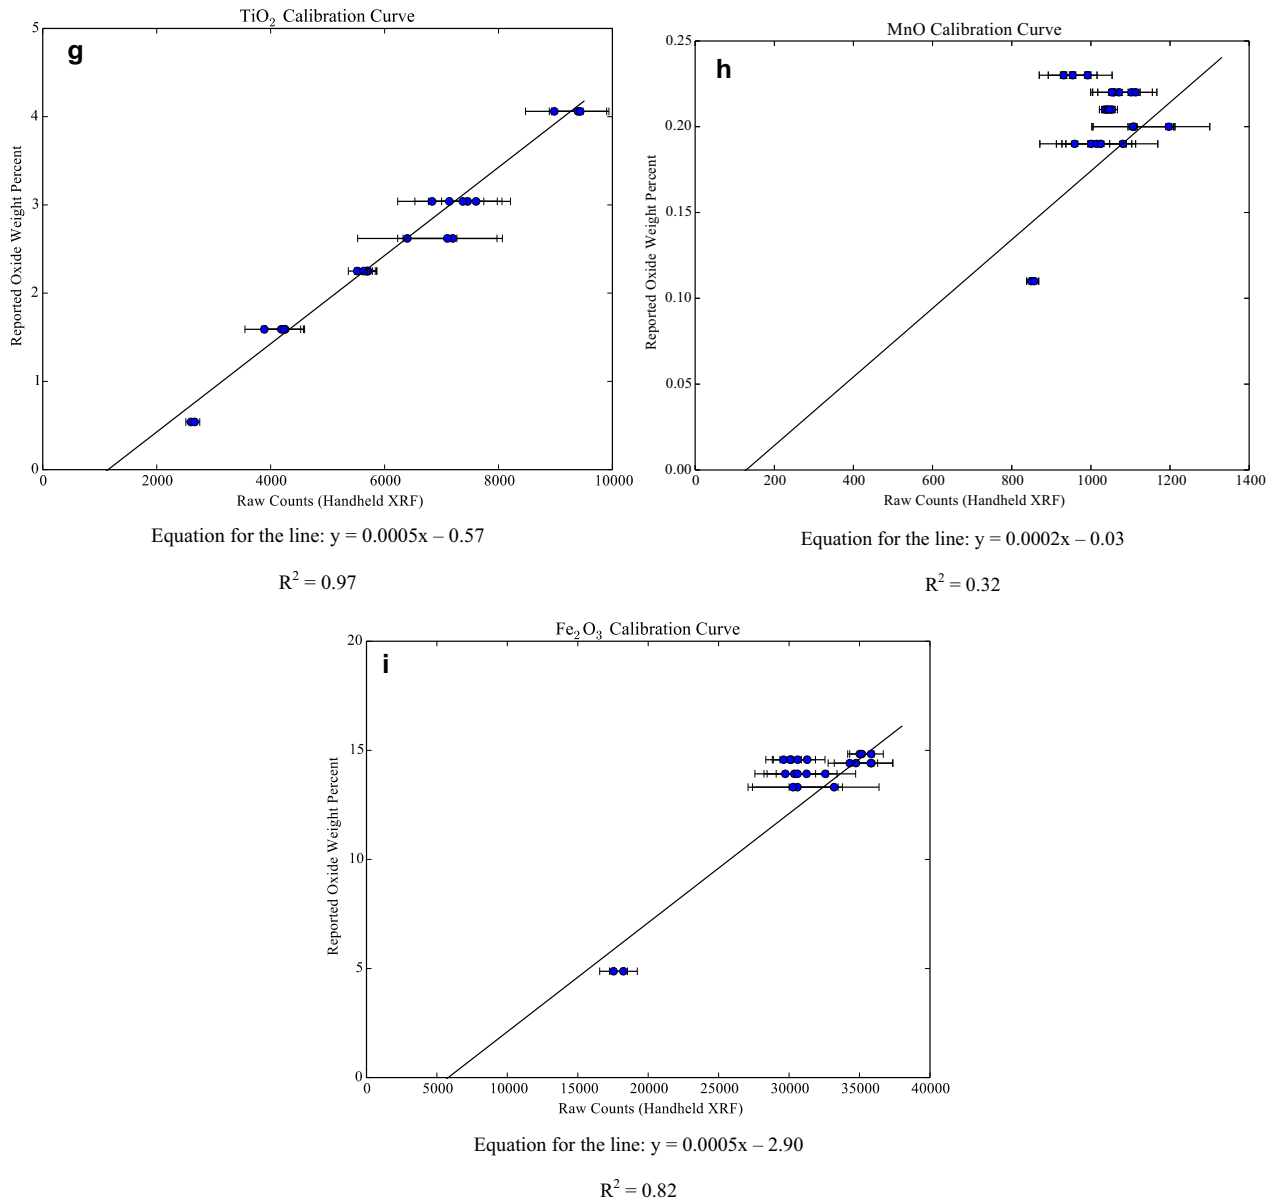 TiO2 Calibration Curve
g
5
4
3
2
1
0
Reported Oxide Weight Percent
0 2000 4000 6000 8000 10000
Raw Counts (Handheld XRF)
Equation for the line: y = 0.0005x – 0.57
R2 = 0.97
MnO Calibration Curve
h
0.25
0.20
0.15
0.10
0.05
0.00
Reported Oxide Weight Percent
0 200 400 600 800 1000 1200 1400
Raw Counts (Handheld XRF)
Equation for the line: y = 0.0002x – 0.03
R2 = 0.32
Fe2O3 Calibration Curve
i
20
15
10
5
0
Reported Oxide Weight Percent
0 5000 10000 15000 20000 25000 30000 35000 40000
Raw Counts (Handheld XRF)
Equation for the line: y = 0.0005x – 2.90
R2 = 0.82